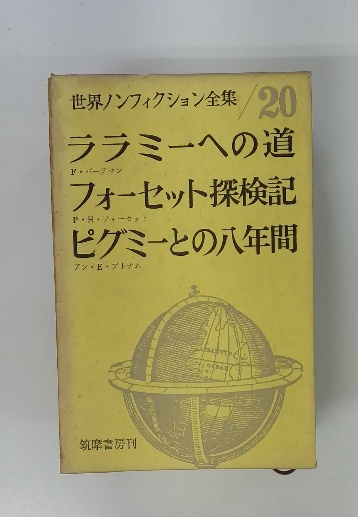 世界ノンフィクション全集/20
ララミーへの道
F・パークマン
フォーセット探検記
P・H・フォーセット
ピグミーとの八年間
アン・E・プトナム
筑摩書房刊